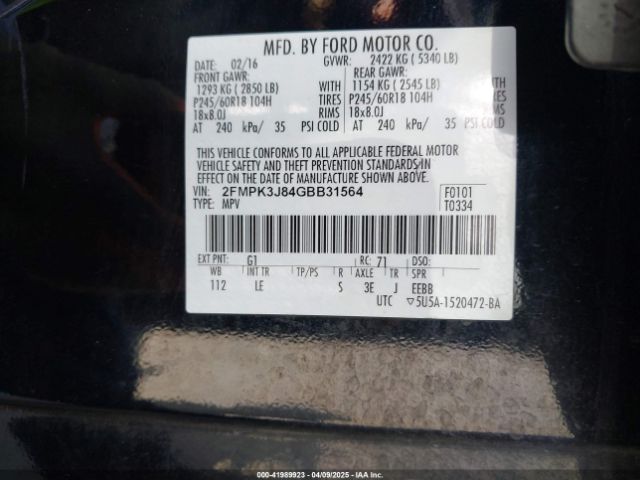 MFD. BY FORD MOTOR CO.
DATE: 02/16 GVWR: 2422 KG ( 5340 LB)
FRONT GAWR: REAR GAWR:
1293 KG ( 2850 LB) WITH 1154 KG ( 2545 LB) WITH
P245/60R18 104H TIRES P245/60R18 104H TIRES
18x8.0J RIMS 18x8.0J RIMS
AT 240 kPa/ 35 PSI COLD AT 240 kPa/ 35 PSI COLD
THIS VEHICLE CONFORMS TO ALL APPLICABLE FEDERAL MOTOR
VEHICLE SAFETY AND THEFT PREVENTION STANDARDS IN
EFFECT ON THE DATE OF MANUFACTURE SHOWN ABOVE.
VIN: 2FMPK3J84GBB31564 F0101
TYPE: MPV T0334
EXT PNT: G1 RC: 71 DSO:
WB INT TR TP/PS R AXLE TR SPR
112 LE S 3E J EEBB
UTC ▽5U5A-1520472-BA
000-41989923 - 04/09/2025 - IAA, Inc.